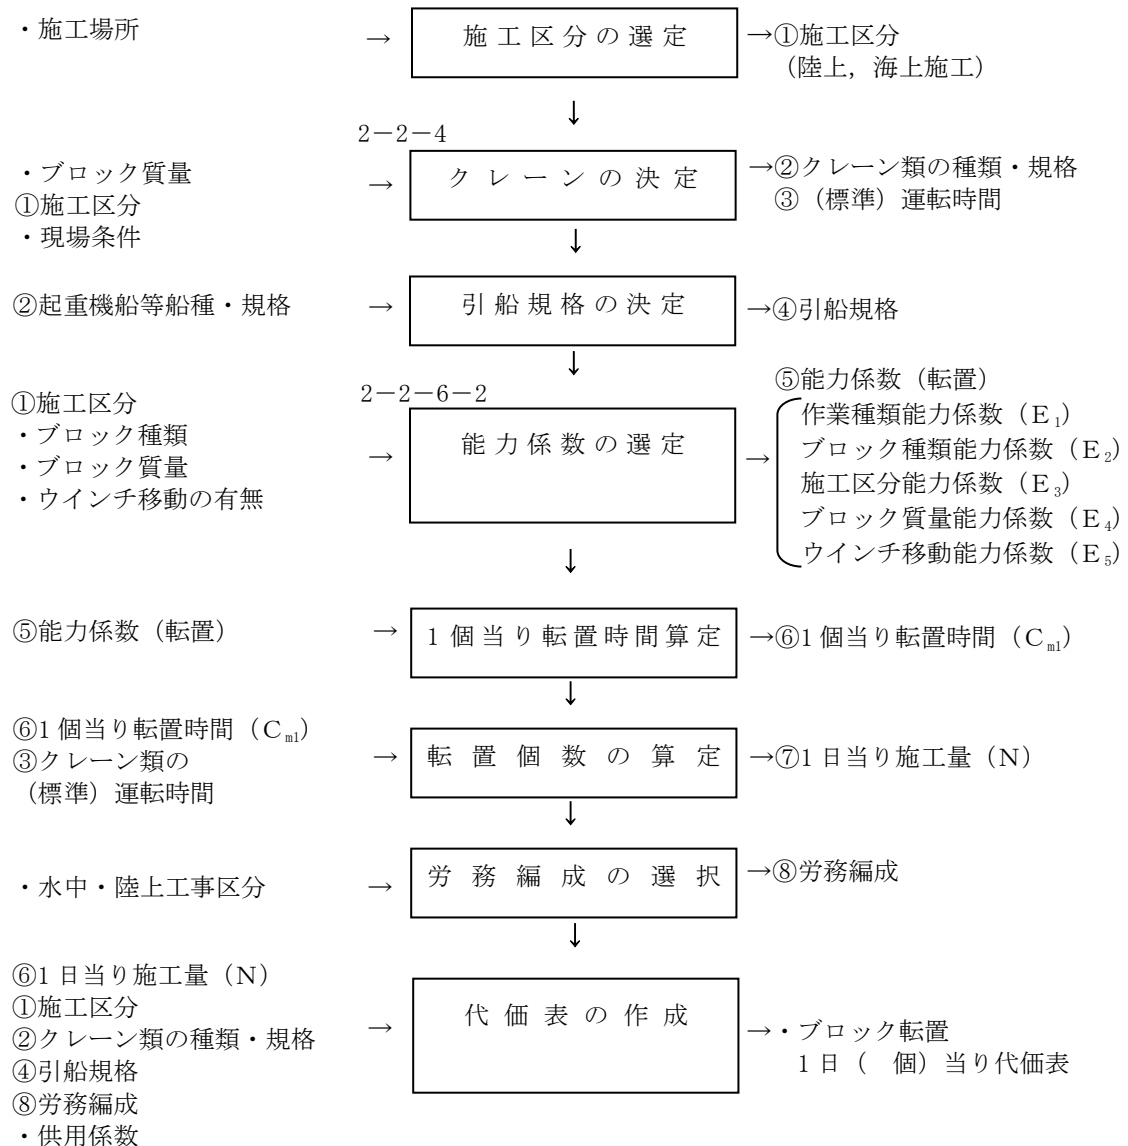 ・施工場所
→
施工区分の選定
→①施工区分
（陸上，海上施工）
↓
2－2－4
・ブロック質量
①施工区分
・現場条件
→
クレーンの決定
→②クレーン類の種類・規格
③（標準）運転時間
↓
②起重機船等船種・規格
→
引船規格の決定
→④引船規格
↓
2－2－6－2
①施工区分
・ブロック種類
・ブロック質量
・ウインチ移動の有無
→
能力係数の選定
→
⑤能力係数（転置）
作業種類能力係数（E₁）
ブロック種類能力係数（E₂）
施工区分能力係数（E₃）
ブロック質量能力係数（E₄）
ウインチ移動能力係数（E₅）
↓
⑤能力係数（転置）
→
1個当り転置時間算定
→⑥1個当り転置時間（Cm1）
↓
⑥1個当り転置時間（Cm1）
③クレーン類の
（標準）運転時間
→
転置個数の算定
→⑦1日当り施工量（N）
↓
・水中・陸上工事区分
→
労務編成の選択
→⑧労務編成
↓
⑥1日当り施工量（N）
①施工区分
②クレーン類の種類・規格
④引船規格
⑧労務編成
・供用係数
→
代価表の作成
→・ブロック転置
1日（　個）当り代価表